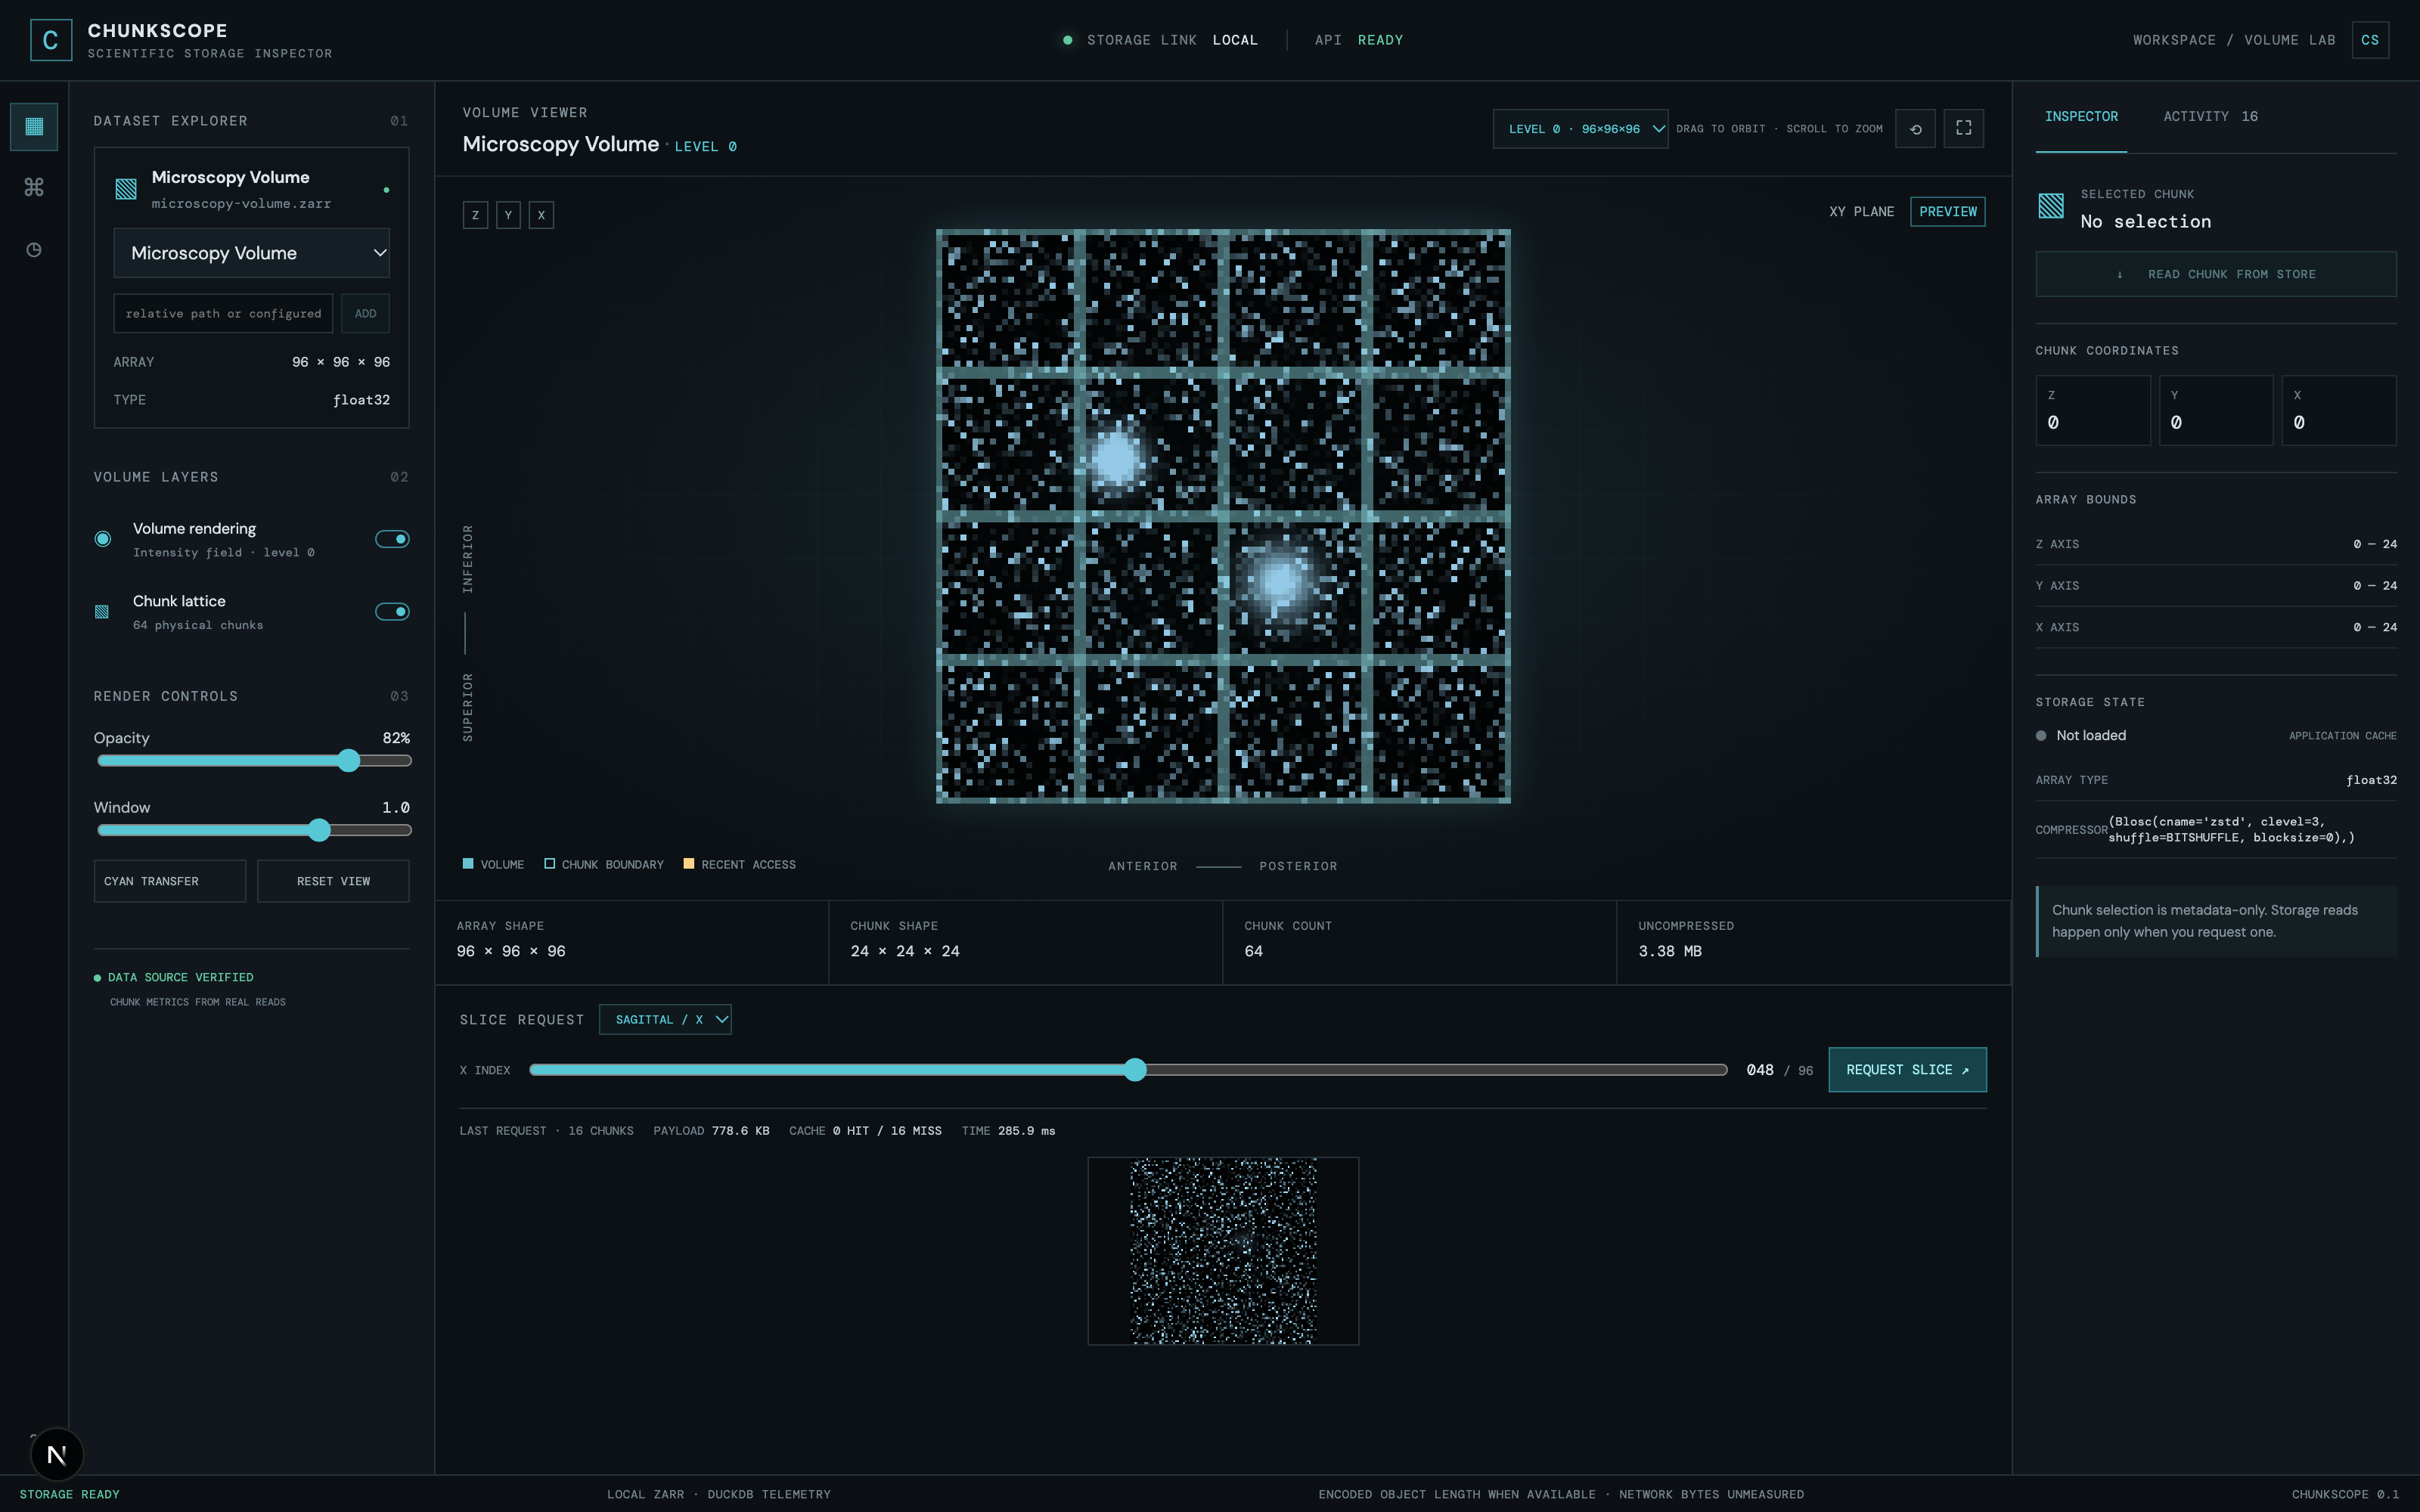 C
CHUNKSCOPE
SCIENTIFIC STORAGE INSPECTOR
STORAGE LINK LOCAL
API READY
WORKSPACE / VOLUME LAB
CS
DATASET EXPLORER 01
Microscopy Volume
microscopy-volume.zarr
Microscopy Volume
relative path or configured
ADD
ARRAY 96 × 96 × 96
TYPE float32
VOLUME LAYERS 02
Volume rendering
Intensity field · level 0
Chunk lattice
64 physical chunks
RENDER CONTROLS 03
Opacity 82%
Window 1.0
CYAN TRANSFER
RESET VIEW
DATA SOURCE VERIFIED
CHUNK METRICS FROM REAL READS
VOLUME VIEWER
Microscopy Volume · LEVEL 0
LEVEL 0 · 96×96×96
DRAG TO ORBIT · SCROLL TO ZOOM
Z Y X
XY PLANE
PREVIEW
INFERIOR
SUPERIOR
VOLUME
CHUNK BOUNDARY
RECENT ACCESS
ANTERIOR
POSTERIOR
ARRAY SHAPE
96 × 96 × 96
CHUNK SHAPE
24 × 24 × 24
CHUNK COUNT
64
UNCOMPRESSED
3.38 MB
SLICE REQUEST
SAGITTAL / X
X INDEX
048 / 96
REQUEST SLICE ↗
LAST REQUEST · 16 CHUNKS PAYLOAD 778.6 KB CACHE 0 HIT / 16 MISS TIME 285.9 ms
INSPECTOR
ACTIVITY 16
SELECTED CHUNK
No selection
↓ READ CHUNK FROM STORE
CHUNK COORDINATES
Z Y X
0 0 0
ARRAY BOUNDS
Z AXIS 0 — 24
Y AXIS 0 — 24
X AXIS 0 — 24
STORAGE STATE
Not loaded APPLICATION CACHE
ARRAY TYPE float32
COMPRESSOR (Blosc(cname='zstd', clevel=3,
shuffle=BITSHUFFLE, blocksize=0),)
Chunk selection is metadata-only. Storage reads
happen only when you request one.
N
STORAGE READY
LOCAL ZARR · DUCKDB TELEMETRY
ENCODED OBJECT LENGTH WHEN AVAILABLE · NETWORK BYTES UNMEASURED
CHUNKSCOPE 0.1